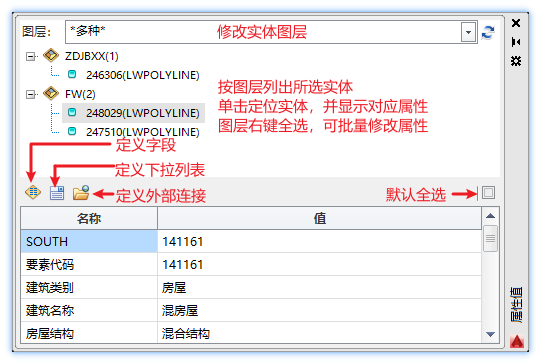 图层： *多种* 修改实体图层
ZDJBXX(1)
246306(LWPOLYLINE)
FW(2)
248029(LWPOLYLINE)
247510(LWPOLYLINE)
按图层列出所选实体
单击定位实体，并显示对应属性
图层右键全选，可批量修改属性
定义字段
定义下拉列表
定义外部连接
默认全选
名称 值
SOUTH 141161
要素代码 141161
建筑类别 房屋
建筑名称 混房屋
房屋结构 混合结构
属性值